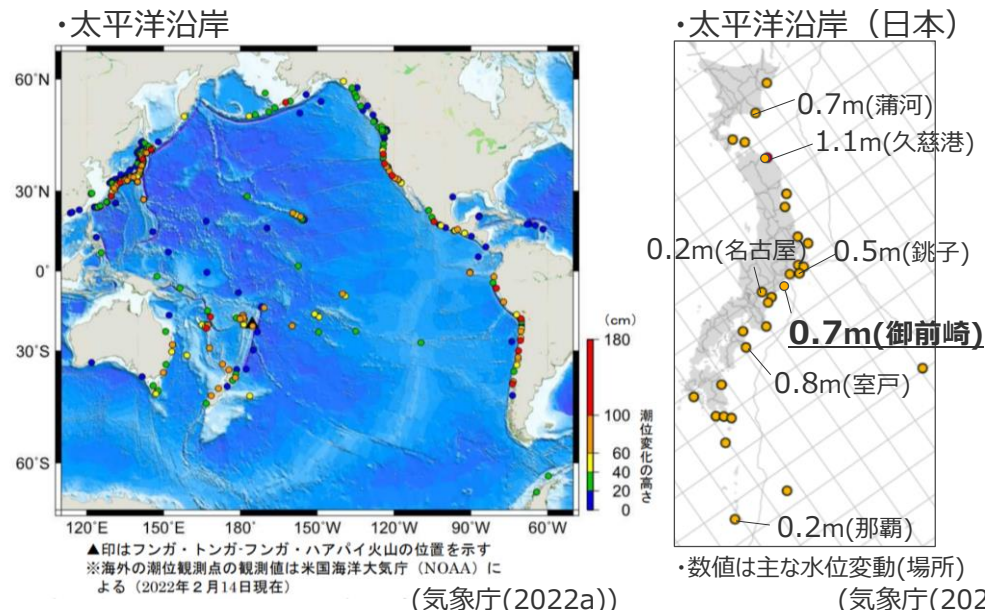 ・太平洋沿岸
60˚N
30˚N
0˚
30˚S
60˚S
120˚E
150˚E
180˚
150˚W
120˚W
90˚W
60˚W
(cm)
180
100
60
40
20
0
潮位変化の高さ
▲印はフンガ・トンガ-フンガ・ハアパイ火山の位置を示す
※海外の潮位観測点の観測値は米国海洋大気庁（NOAA）に
よる（2022年２月14日現在）
(気象庁(2022a))
・太平洋沿岸（日本）
0.7m(蒲河)
1.1m(久慈港)
0.2m(名古屋
0.5m(銚子)
0.7m(御前崎)
0.8m(室戸)
0.2m(那覇)
・数値は主な水位変動(場所)
(気象庁(202